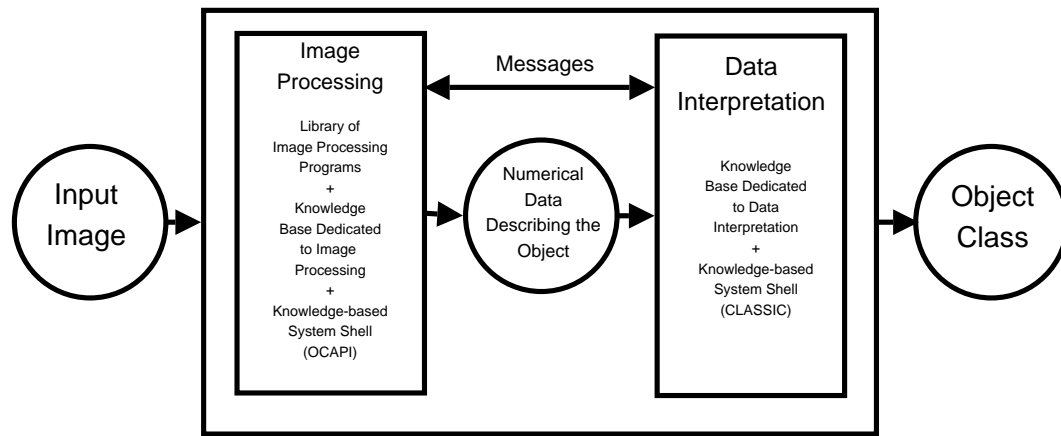 Input
Image
Image
Processing
Library of
Image Processing
Programs
+
Knowledge
Base Dedicated
to Image
Processing
+
Knowledge-based
System Shell
(OCAPI)
Messages
Numerical
Data
Describing the
Object
Data
Interpretation
Knowledge
Base Dedicated
to Data
Interpretation
+
Knowledge-based
System Shell
(CLASSIC)
Object
Class